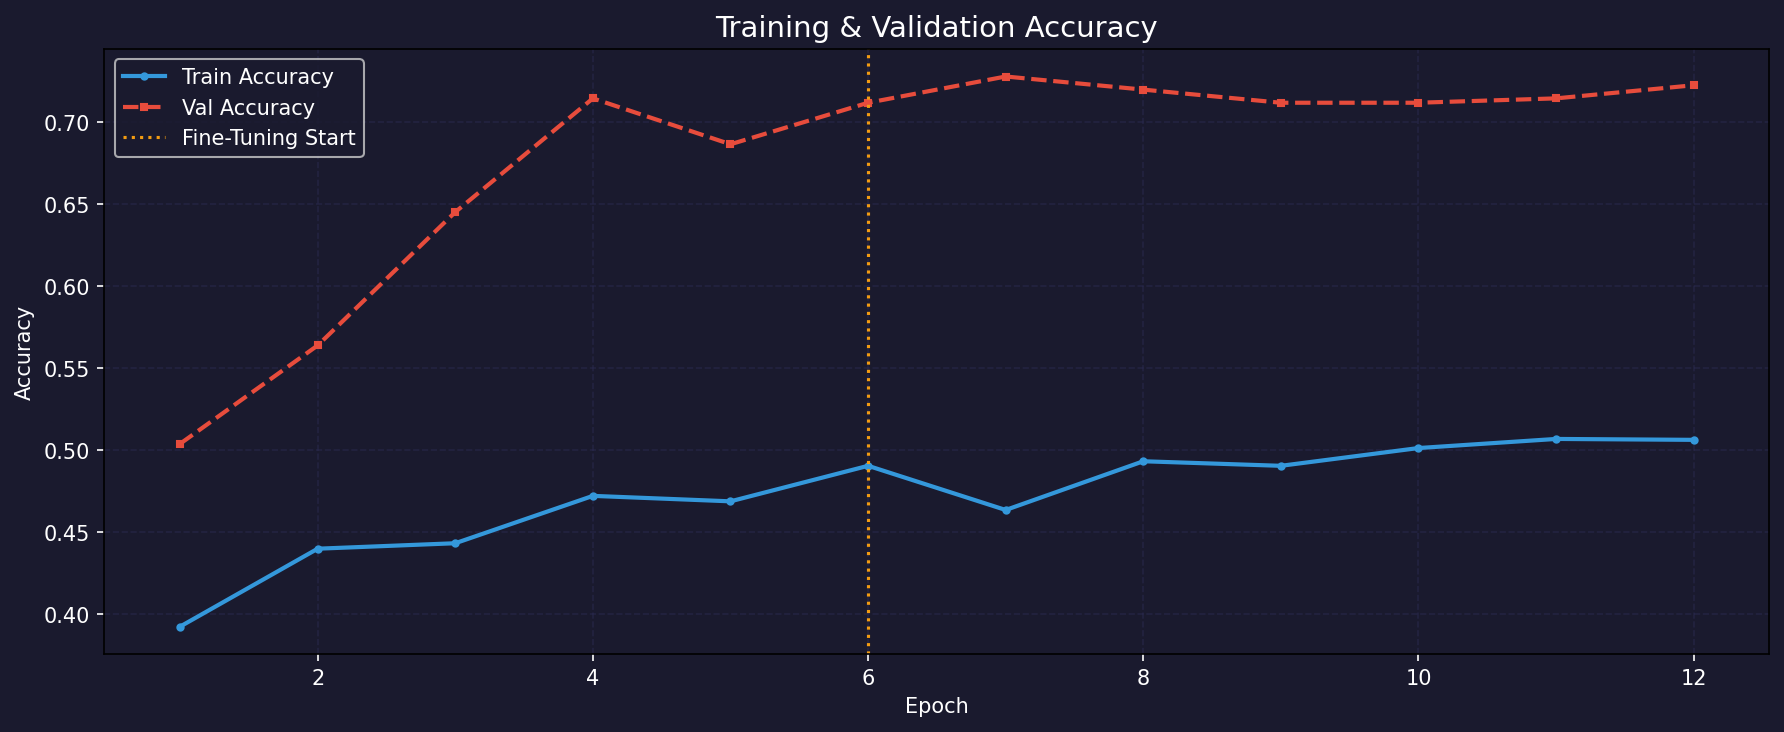 Training & Validation Accuracy
Train Accuracy
Val Accuracy
Fine-Tuning Start
Accuracy
0.70
0.65
0.60
0.55
0.50
0.45
0.40
2 4 6 8 10 12
Epoch